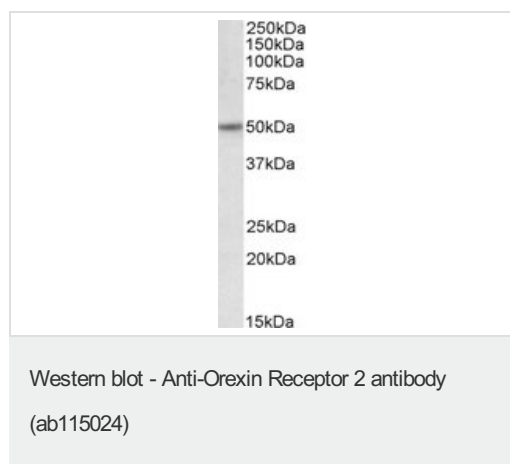 250kDa
150kDa
100kDa
75kDa
50kDa
37kDa
25kDa
20kDa
15kDa
Western blot - Anti-Orexin Receptor 2 antibody
(ab115024)